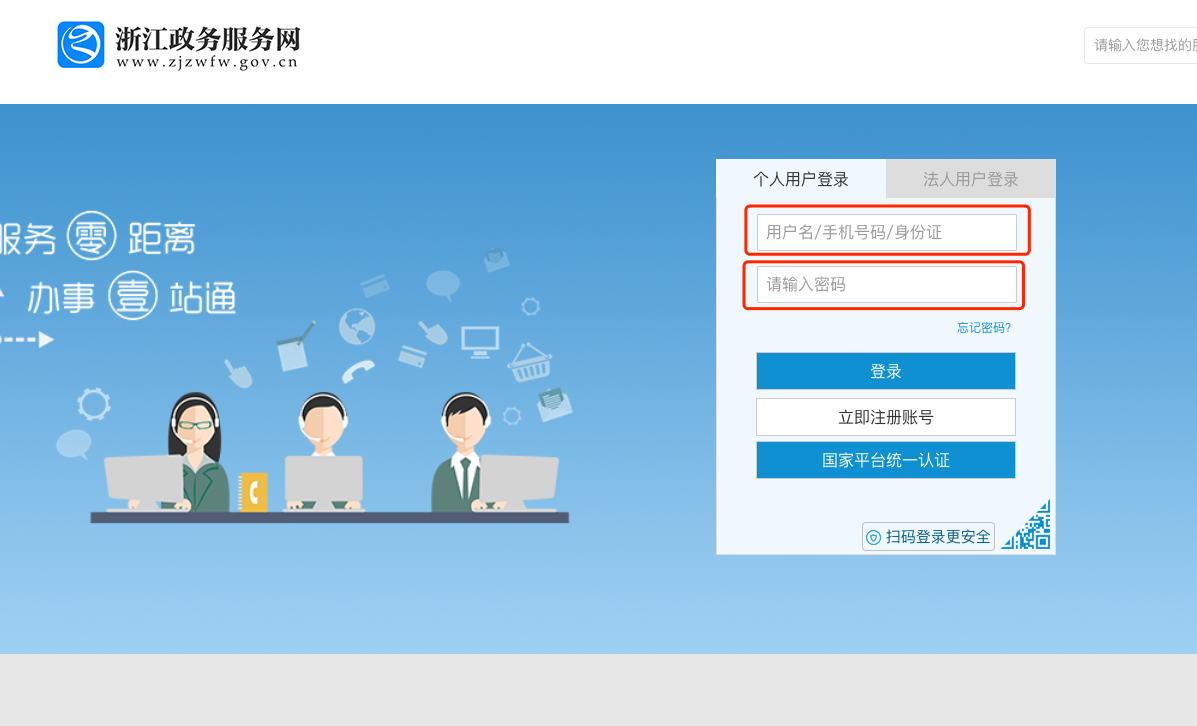 浙江政务服务网
www.zjzwfw.gov.cn
请输入您想找的
个人用户登录
法人用户登录
服务零距离
用户名/手机号码/身份证
请输入密码
办事壹站通
忘记密码?
登录
立即注册账号
国家平台统一认证
扫码登录更安全